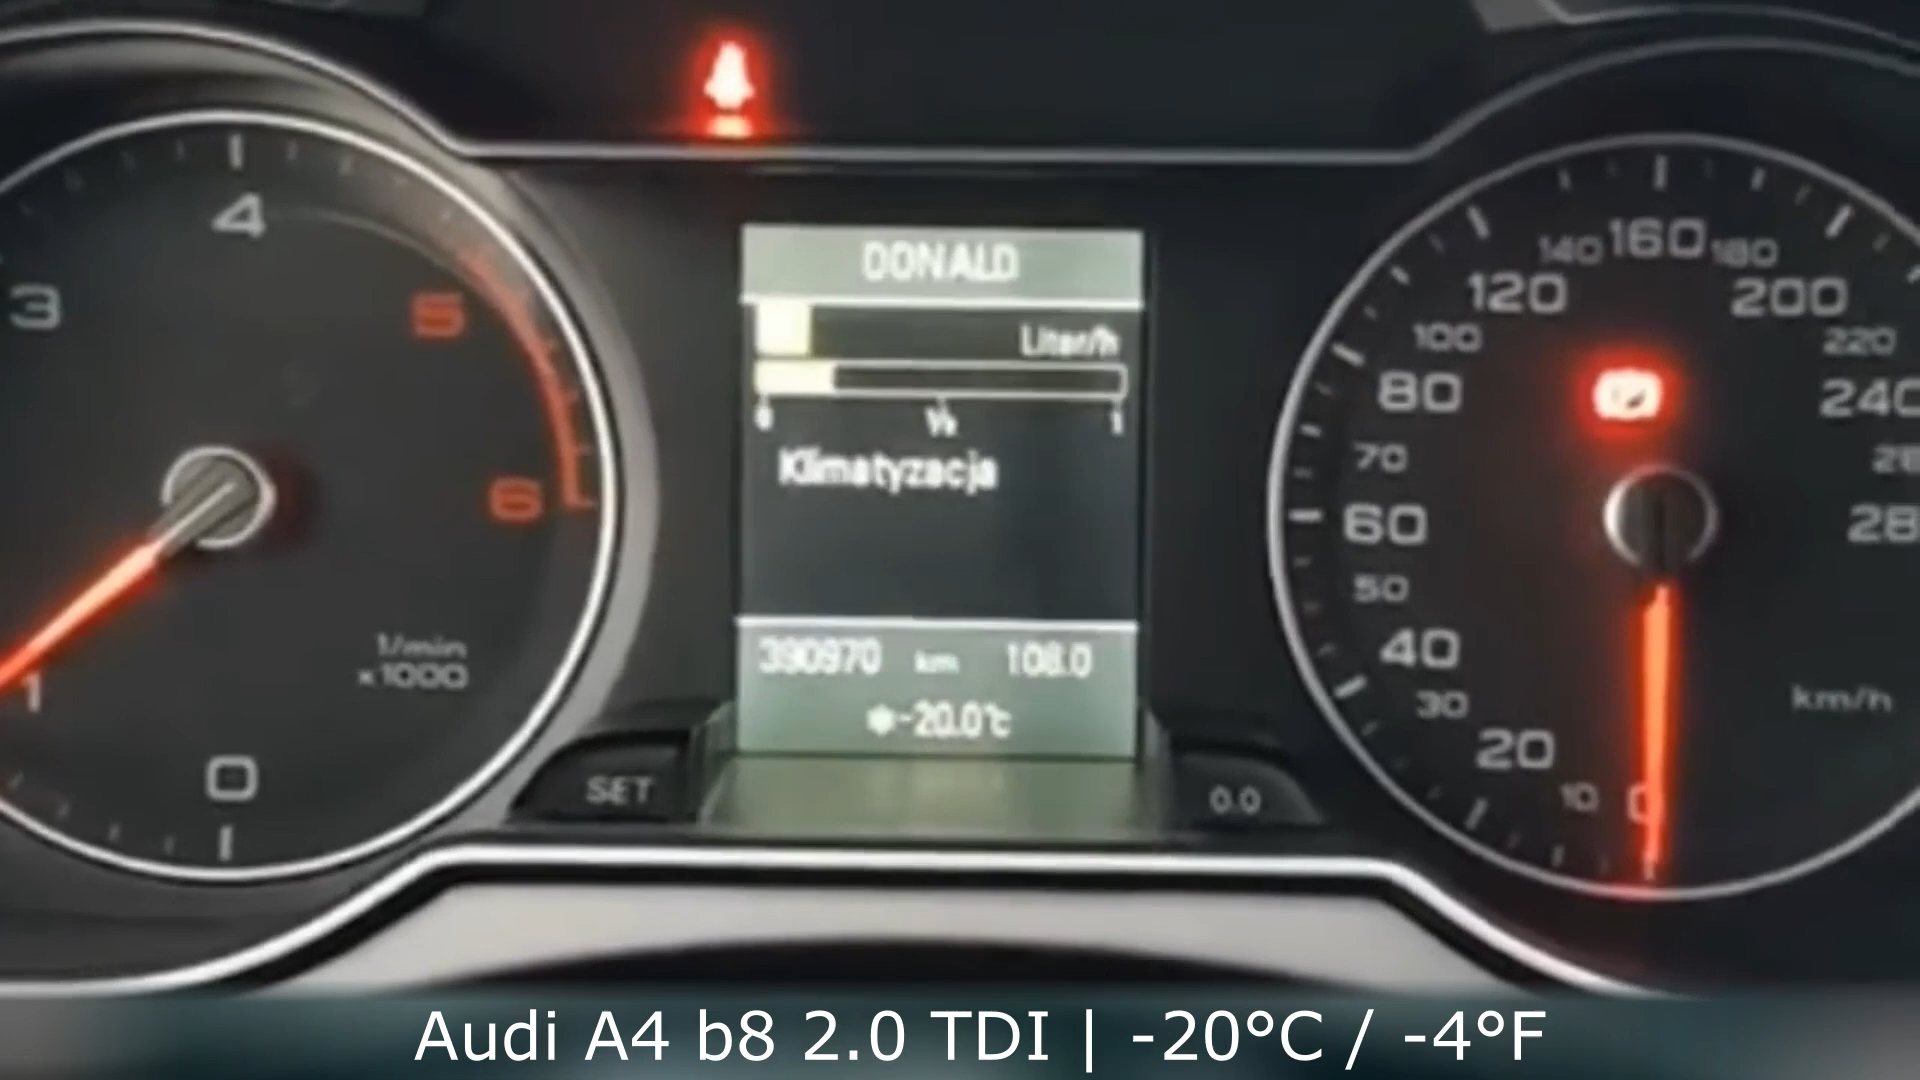 4
3
5
6
1/min
x1000
1
0
DONALD
Liter/h
0 ½ 1
Klimatyzacja
390970 km 108.0
-20.0°C
SET
0.0
140 160 180
120 200
100 220
80 240
70
60
50
40
30
20
10 0
km/h
Audi A4 b8 2.0 TDI | -20°C / -4°F